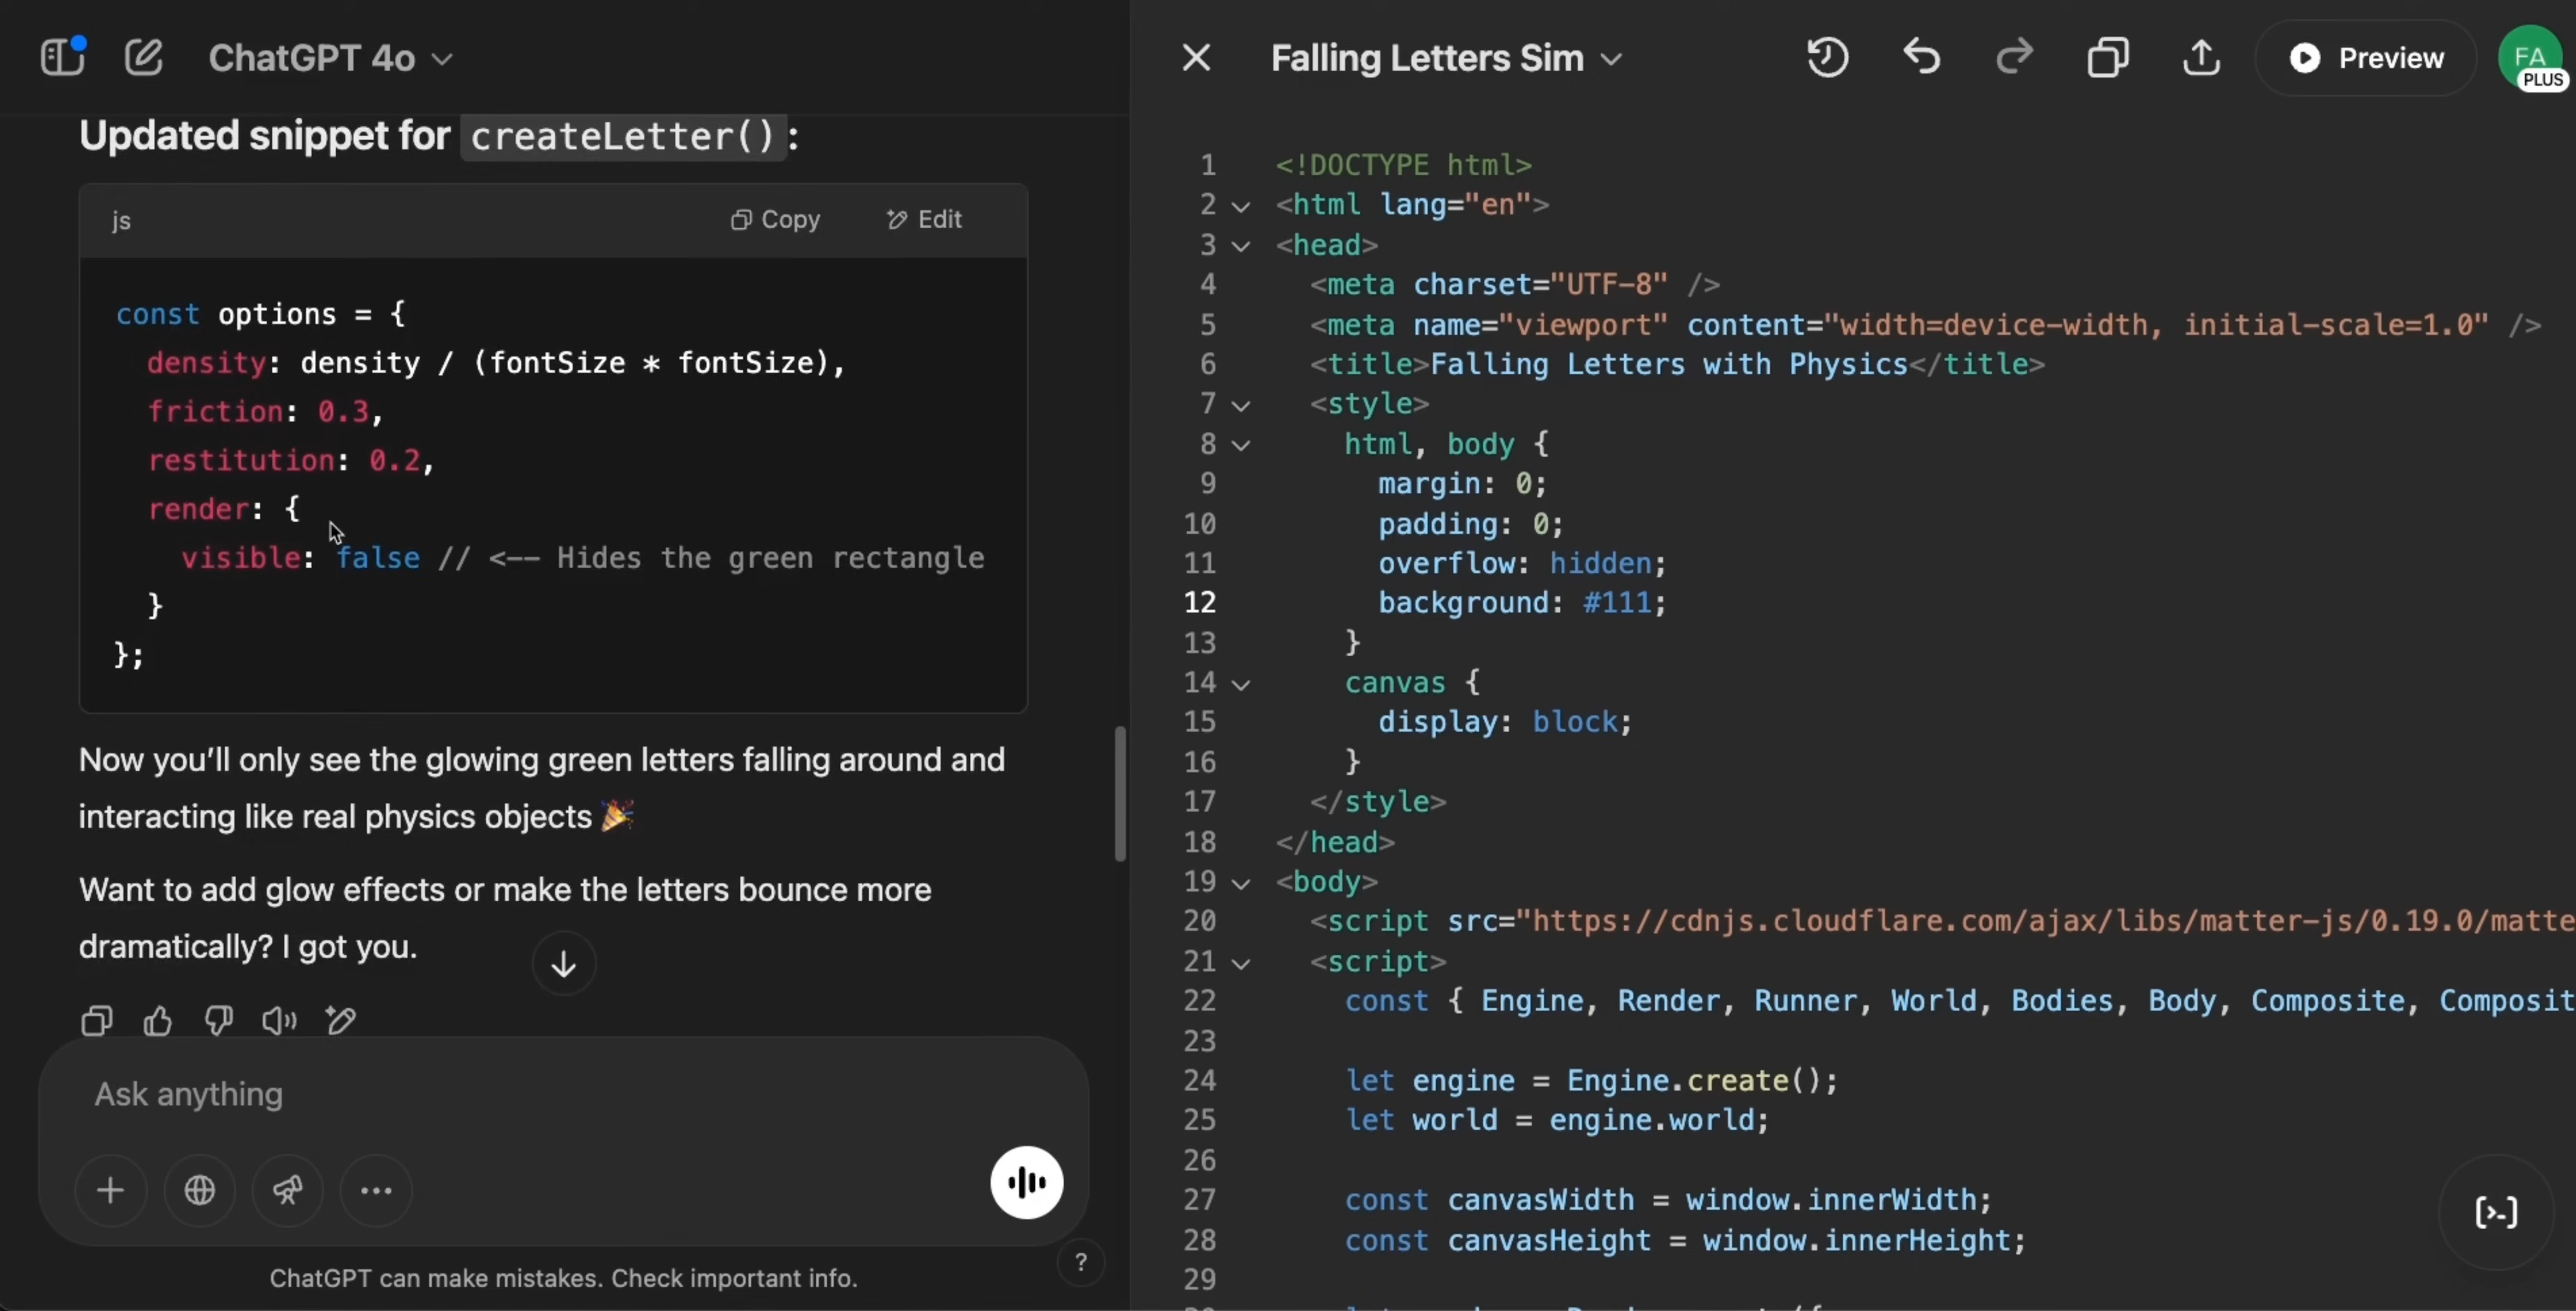 ChatGPT 4o
Updated snippet for createLetter():
js
Copy
Edit
const options = {
density: density / (fontSize * fontSize),
friction: 0.3,
restitution: 0.2,
render: {
visible: false // <-- Hides the green rectangle
}
};
Now you’ll only see the glowing green letters falling around and
interacting like real physics objects 🎉
Want to add glow effects or make the letters bounce more
dramatically? I got you.
Ask anything
ChatGPT can make mistakes. Check important info.
?
Falling Letters Sim
Preview
FA
PLUS
1 <!DOCTYPE html>
2 <html lang="en">
3 <head>
4 <meta charset="UTF-8" />
5 <meta name="viewport" content="width=device-width, initial-scale=1.0" />
6 <title>Falling Letters with Physics</title>
7 <style>
8 html, body {
9 margin: 0;
10 padding: 0;
11 overflow: hidden;
12 background: #111;
13 }
14 canvas {
15 display: block;
16 }
17 </style>
18 </head>
19 <body>
20 <script src="https://cdnjs.cloudflare.com/ajax/libs/matter-js/0.19.0/matte
21 <script>
22 const { Engine, Render, Runner, World, Bodies, Body, Composite, Composit
23
24 let engine = Engine.create();
25 let world = engine.world;
26
27 const canvasWidth = window.innerWidth;
28 const canvasHeight = window.innerHeight;
29